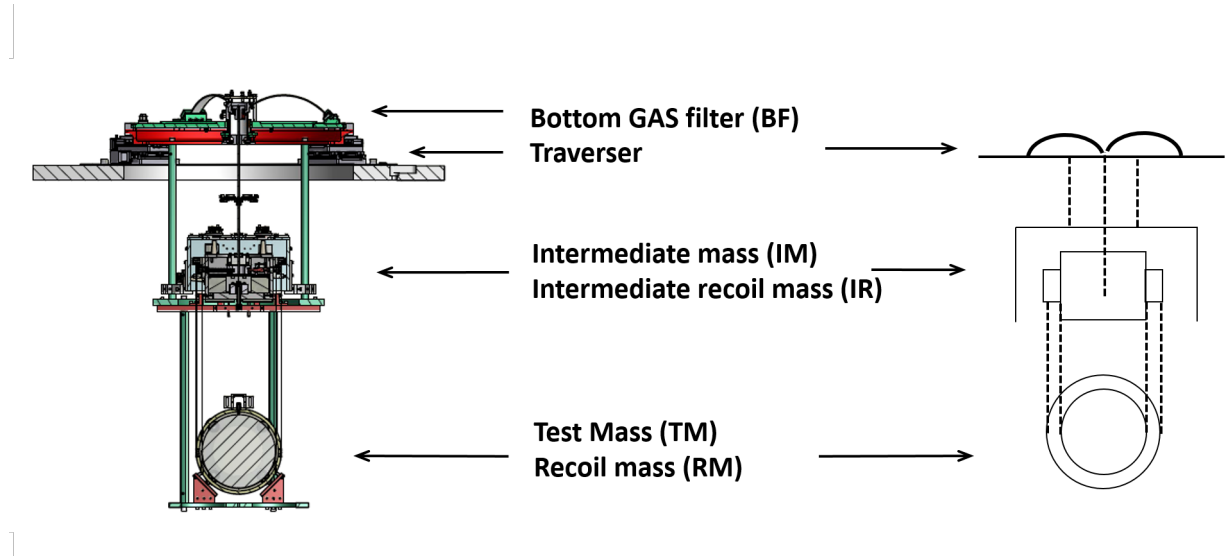 Bottom GAS filter (BF)
Traverser
Intermediate mass (IM)
Intermediate recoil mass (IR)
Test Mass (TM)
Recoil mass (RM)